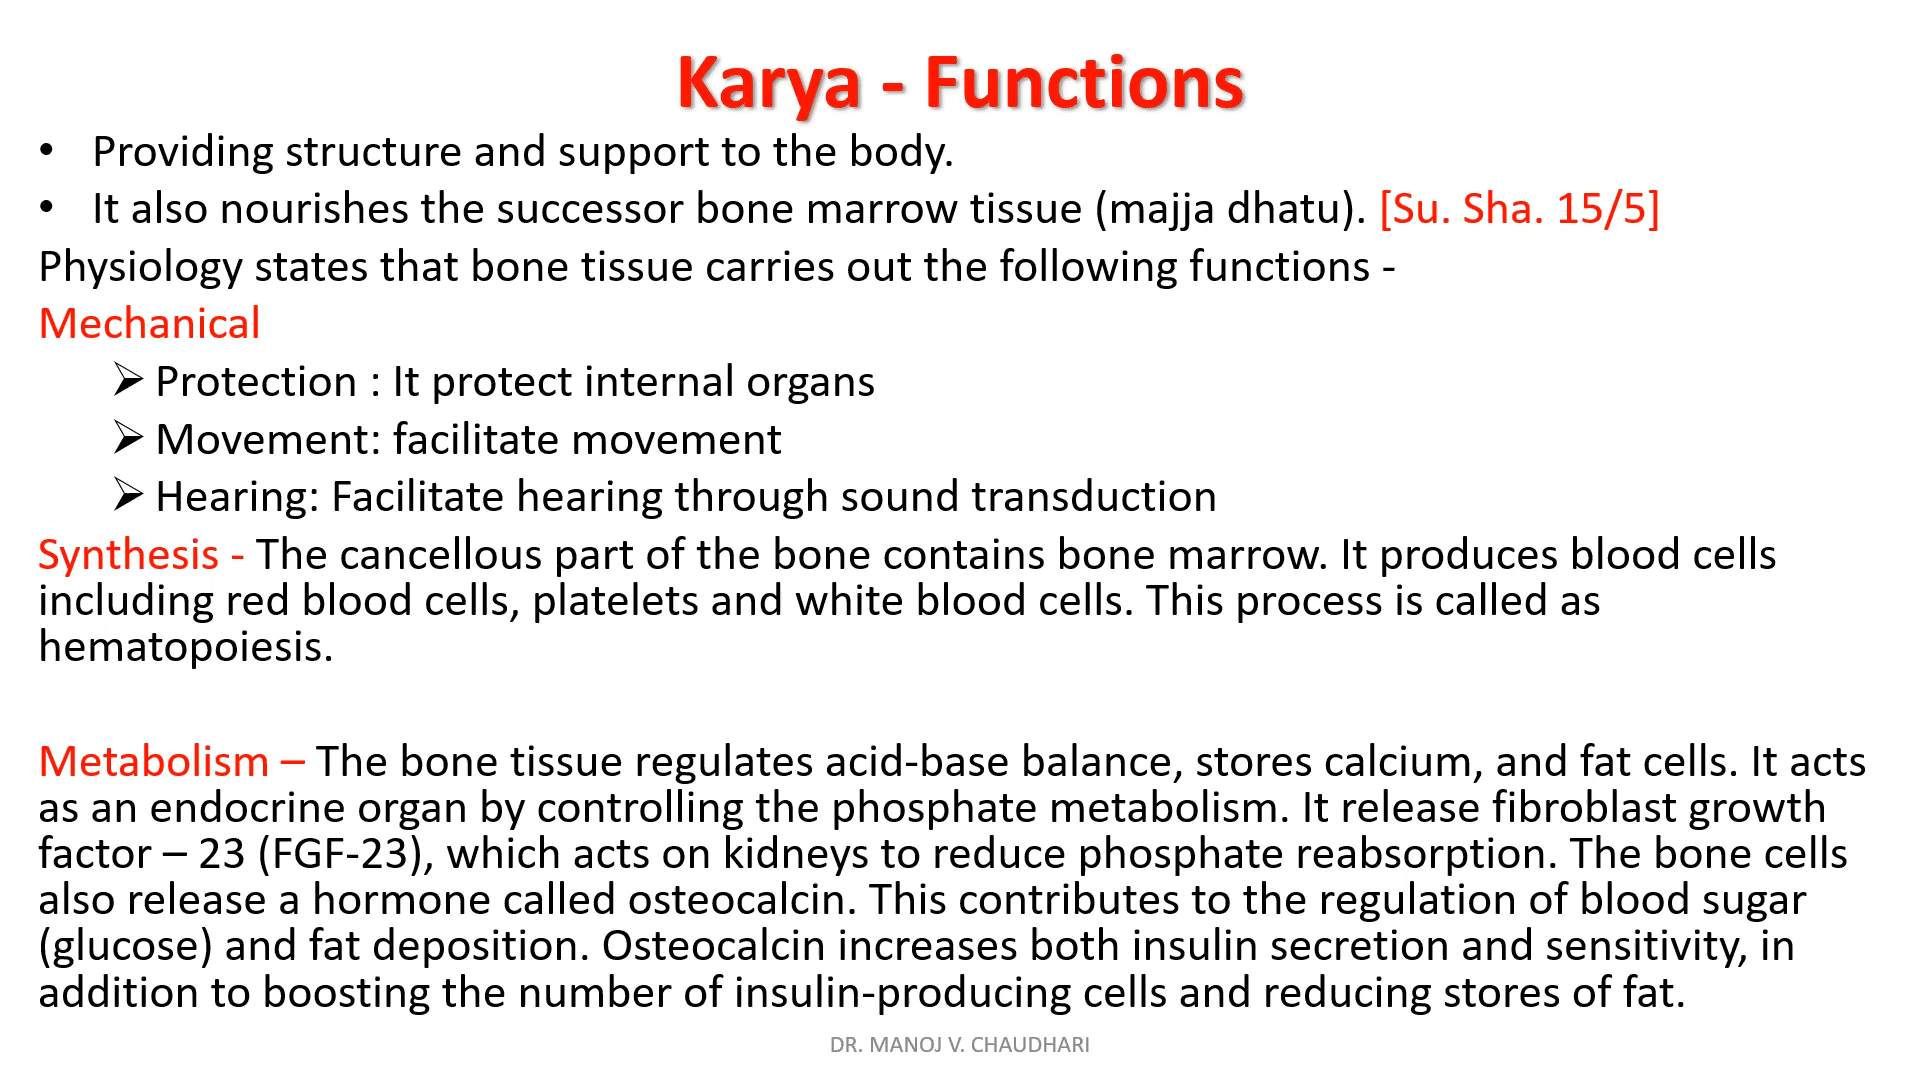 Karya - Functions
• Providing structure and support to the body.
• It also nourishes the successor bone marrow tissue (majja dhatu). [Su. Sha. 15/5]
Physiology states that bone tissue carries out the following functions -
Mechanical
➢ Protection : It protect internal organs
➢ Movement: facilitate movement
➢ Hearing: Facilitate hearing through sound transduction
Synthesis - The cancellous part of the bone contains bone marrow. It produces blood cells
including red blood cells, platelets and white blood cells. This process is called as
hematopoiesis.
Metabolism – The bone tissue regulates acid-base balance, stores calcium, and fat cells. It acts
as an endocrine organ by controlling the phosphate metabolism. It release fibroblast growth
factor – 23 (FGF-23), which acts on kidneys to reduce phosphate reabsorption. The bone cells
also release a hormone called osteocalcin. This contributes to the regulation of blood sugar
(glucose) and fat deposition. Osteocalcin increases both insulin secretion and sensitivity, in
addition to boosting the number of insulin-producing cells and reducing stores of fat.
DR. MANOJ V. CHAUDHARI